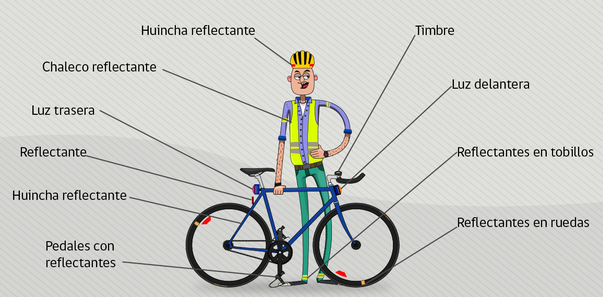 Huincha reflectante
Timbre
Chaleco reflectante
Luz delantera
Luz trasera
Reflectante
Reflectantes en tobillos
Huincha reflectante
Reflectantes en ruedas
Pedales con
reflectantes